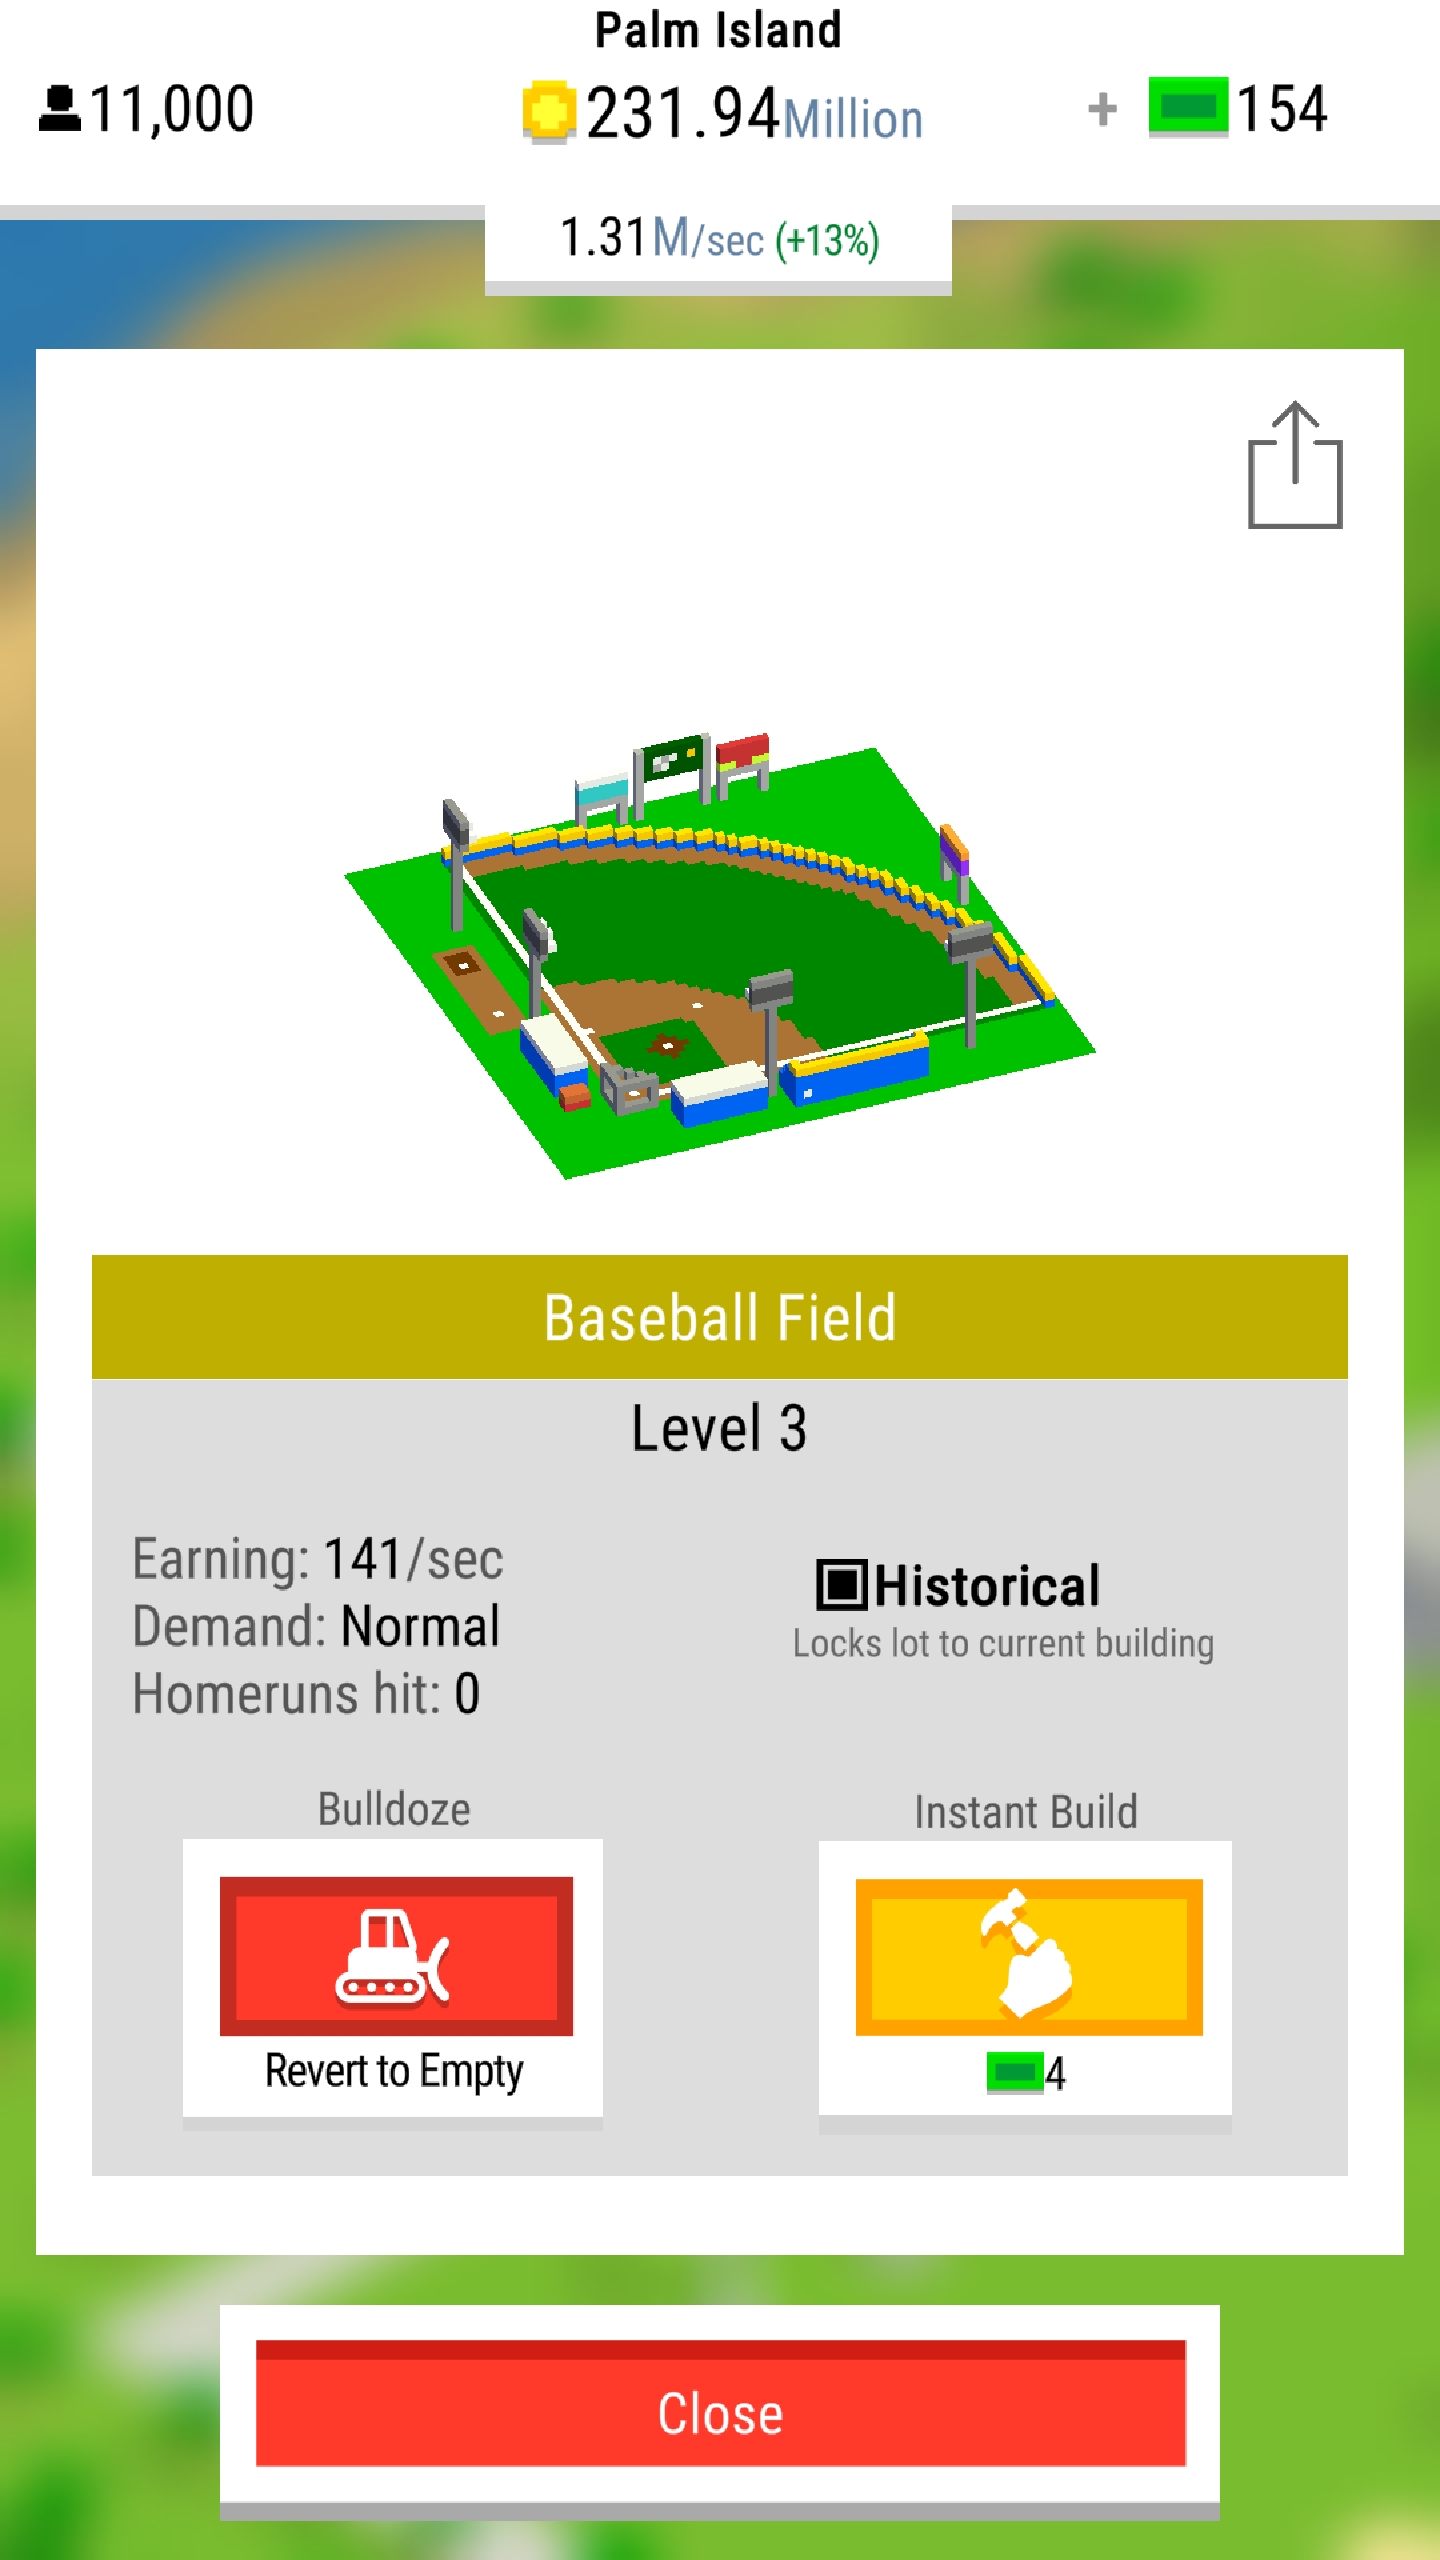 Palm Island
11,000
231.94Million
+ 154
1.31M/sec (+13%)
Baseball Field
Level 3
Earning: 141/sec
Demand: Normal
Homeruns hit: 0
Historical
Locks lot to current building
Bulldoze
Revert to Empty
Instant Build
4
Close